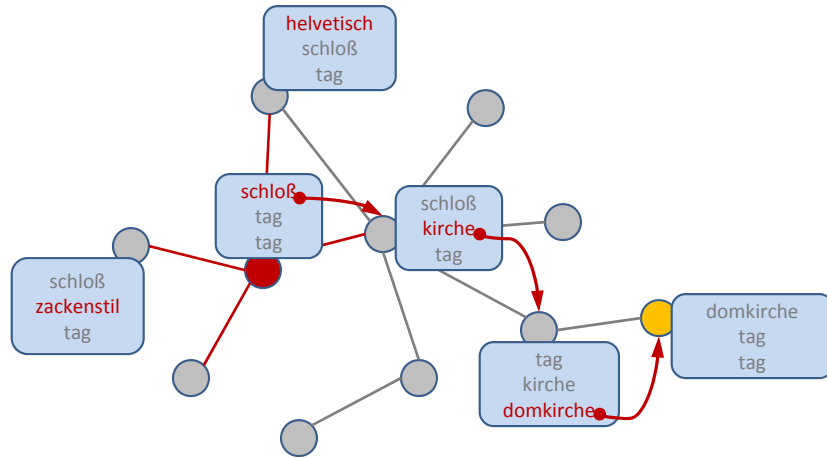 helvetisch
schloß
tag
schloß
tag
tag
schloß
kirche
tag
schloß
zackenstil
tag
domkirche
tag
tag
tag
kirche
domkirche